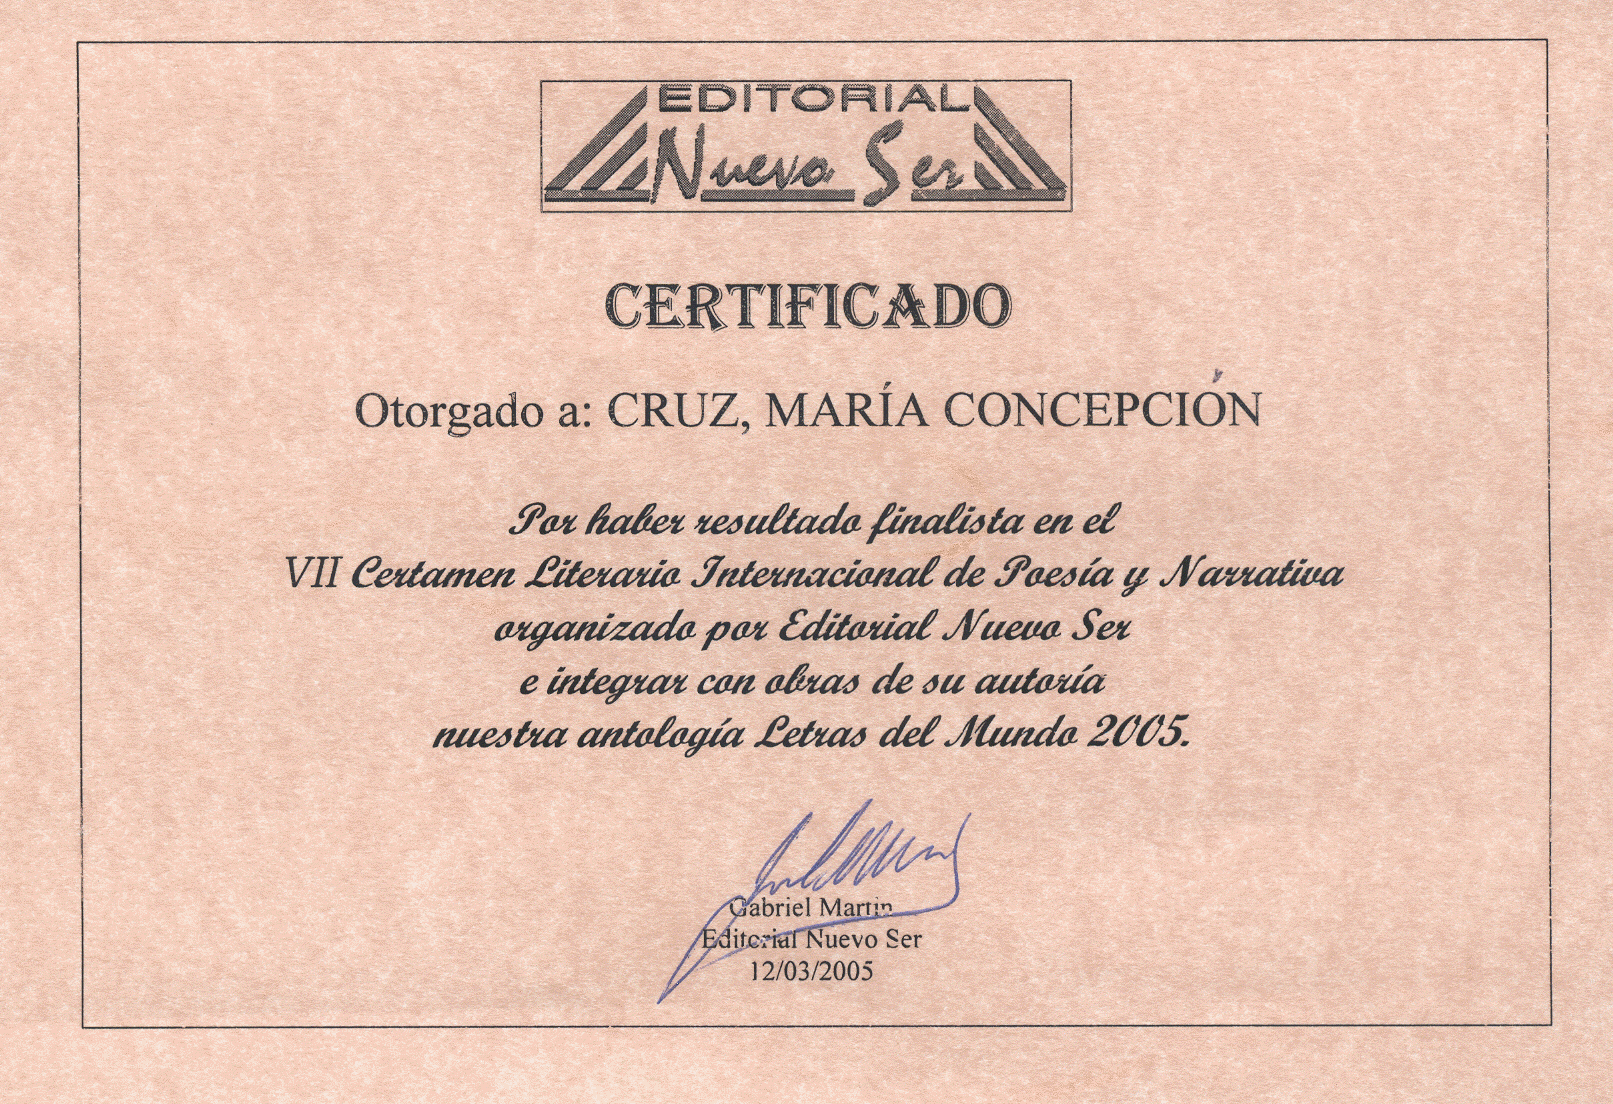 EDITORIAL
Nuevo Ser
CERTIFICADO
Otorgado a: CRUZ, MARÍA CONCEPCIÓN
Por haber resultado finalista en el
VII Certamen Literario Internacional de Poesía y Narrativa
organizado por Editorial Nuevo Ser
e integrar con obras de su autoría
nuestra antología Letras del Mundo 2005.
Gabriel Martin
Editorial Nuevo Ser
12/03/2005